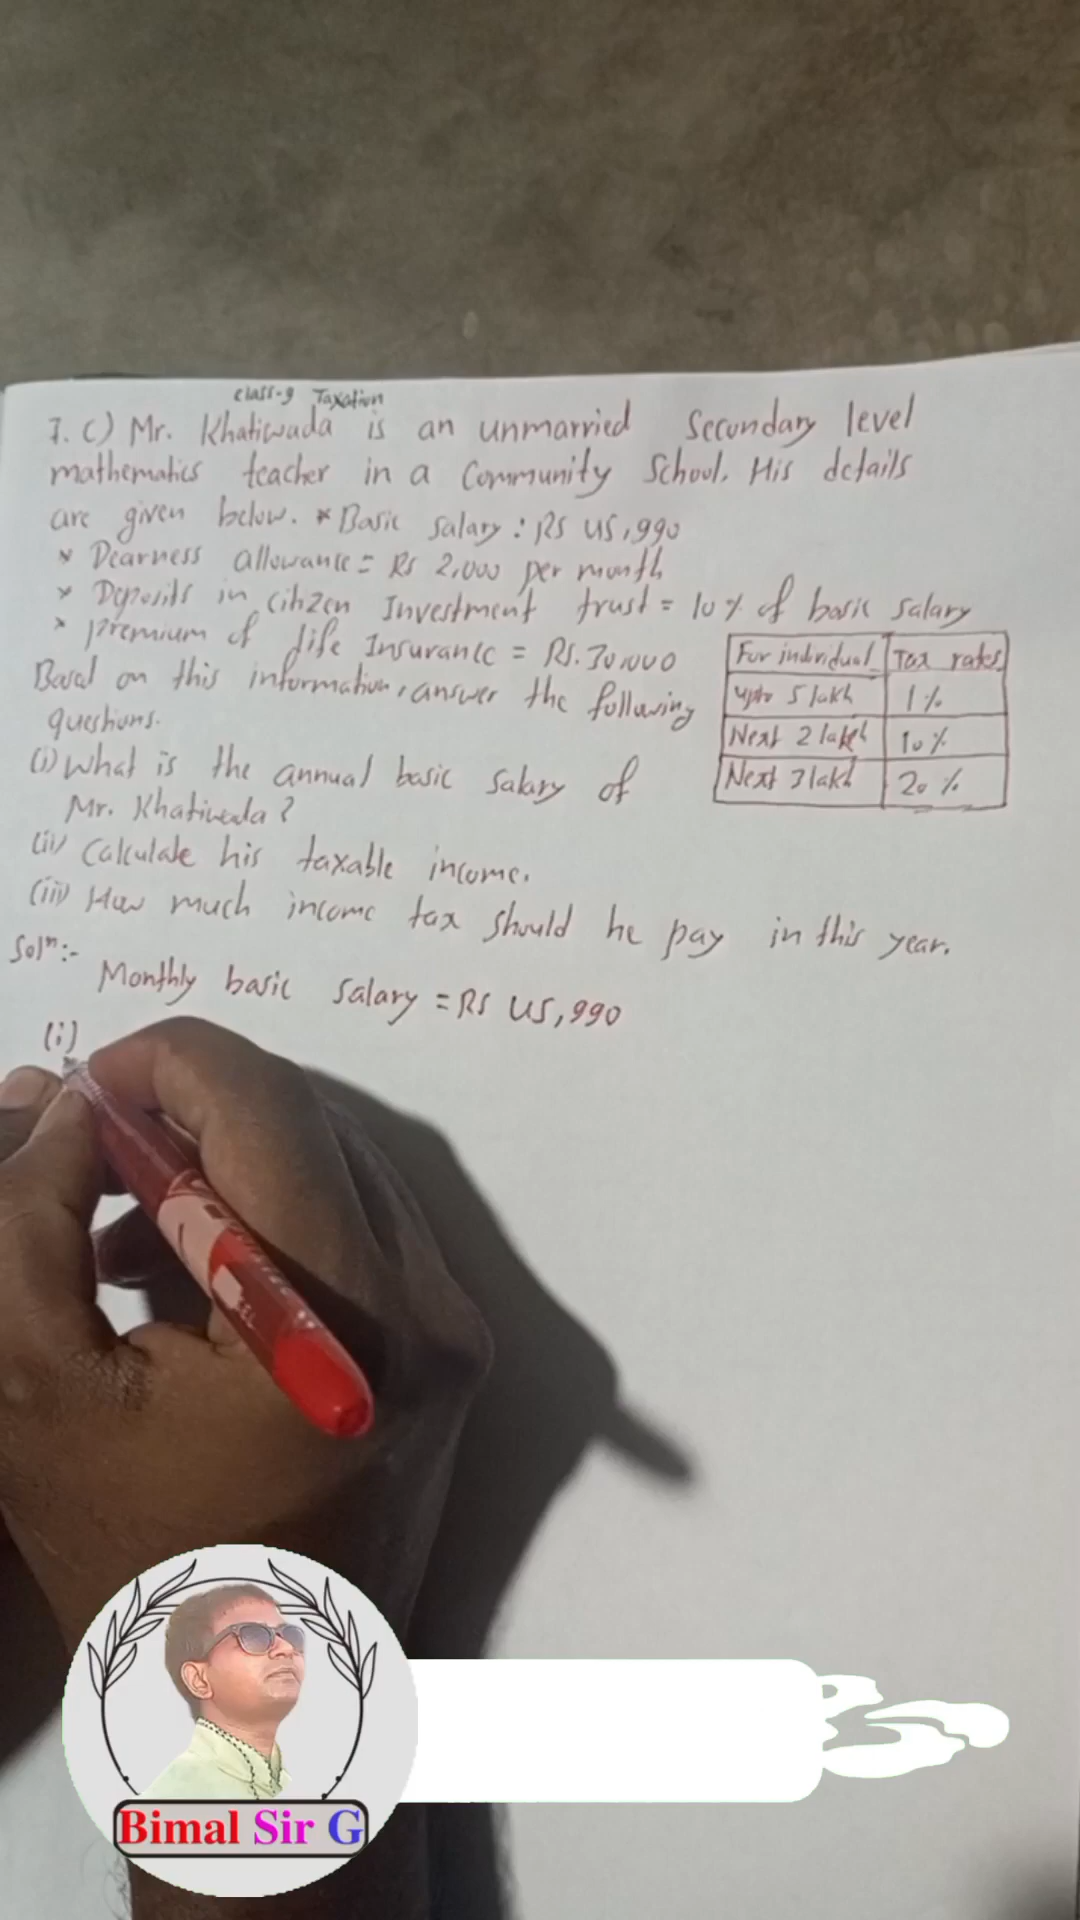 class-9 Taxation
7. c) Mr. Khatiwada is an unmarried Secondary level
mathematics teacher in a Community School. His details
are given below. * Basic Salary : Rs 45,990
* Dearness allowance = Rs 2,000 per month
* Deposits in Citizen Investment trust = 10% of basic salary
* premium of life Insurance = Rs. 30,000
Based on this information, answer the following
questions.
For individual Tax rates
upto 5 lakh 1%
Next 2 lakh 10%
Next 3 lakh 20%
(i) What is the annual basic salary of
Mr. Khatiwada?
(ii) Calculate his taxable income.
(iii) How much income tax should he pay in this year.
Solⁿ:-
Monthly basic salary = Rs 45,990
(i)
Bimal Sir G